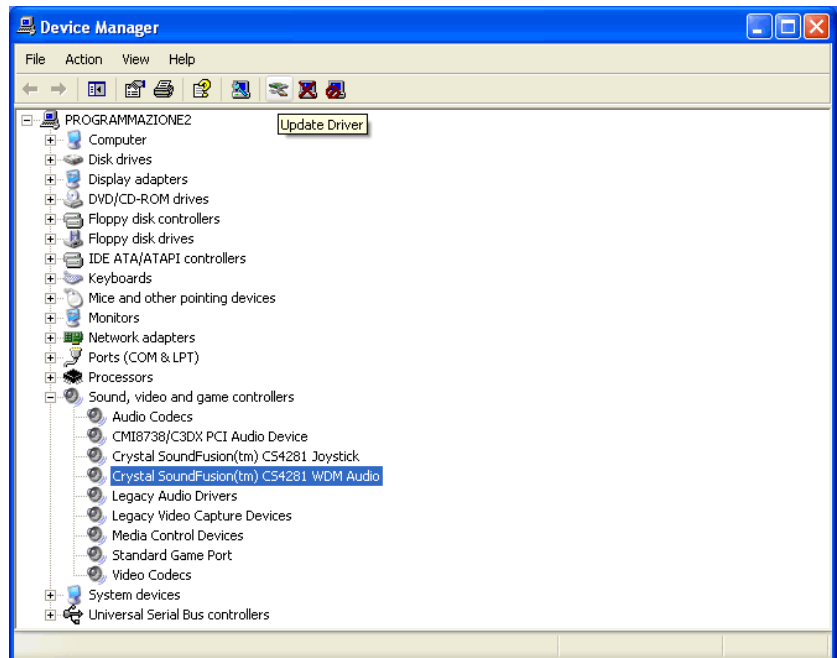 Device Manager
File Action View Help
PROGRAMMAZIONE2
Update Driver
Computer
Disk drives
Display adapters
DVD/CD-ROM drives
Floppy disk controllers
Floppy disk drives
IDE ATA/ATAPI controllers
Keyboards
Mice and other pointing devices
Monitors
Network adapters
Ports (COM & LPT)
Processors
Sound, video and game controllers
Audio Codecs
CMI8738/C3DX PCI Audio Device
Crystal SoundFusion(tm) CS4281 Joystick
Crystal SoundFusion(tm) CS4281 WDM Audio
Legacy Audio Drivers
Legacy Video Capture Devices
Media Control Devices
Standard Game Port
Video Codecs
System devices
Universal Serial Bus controllers